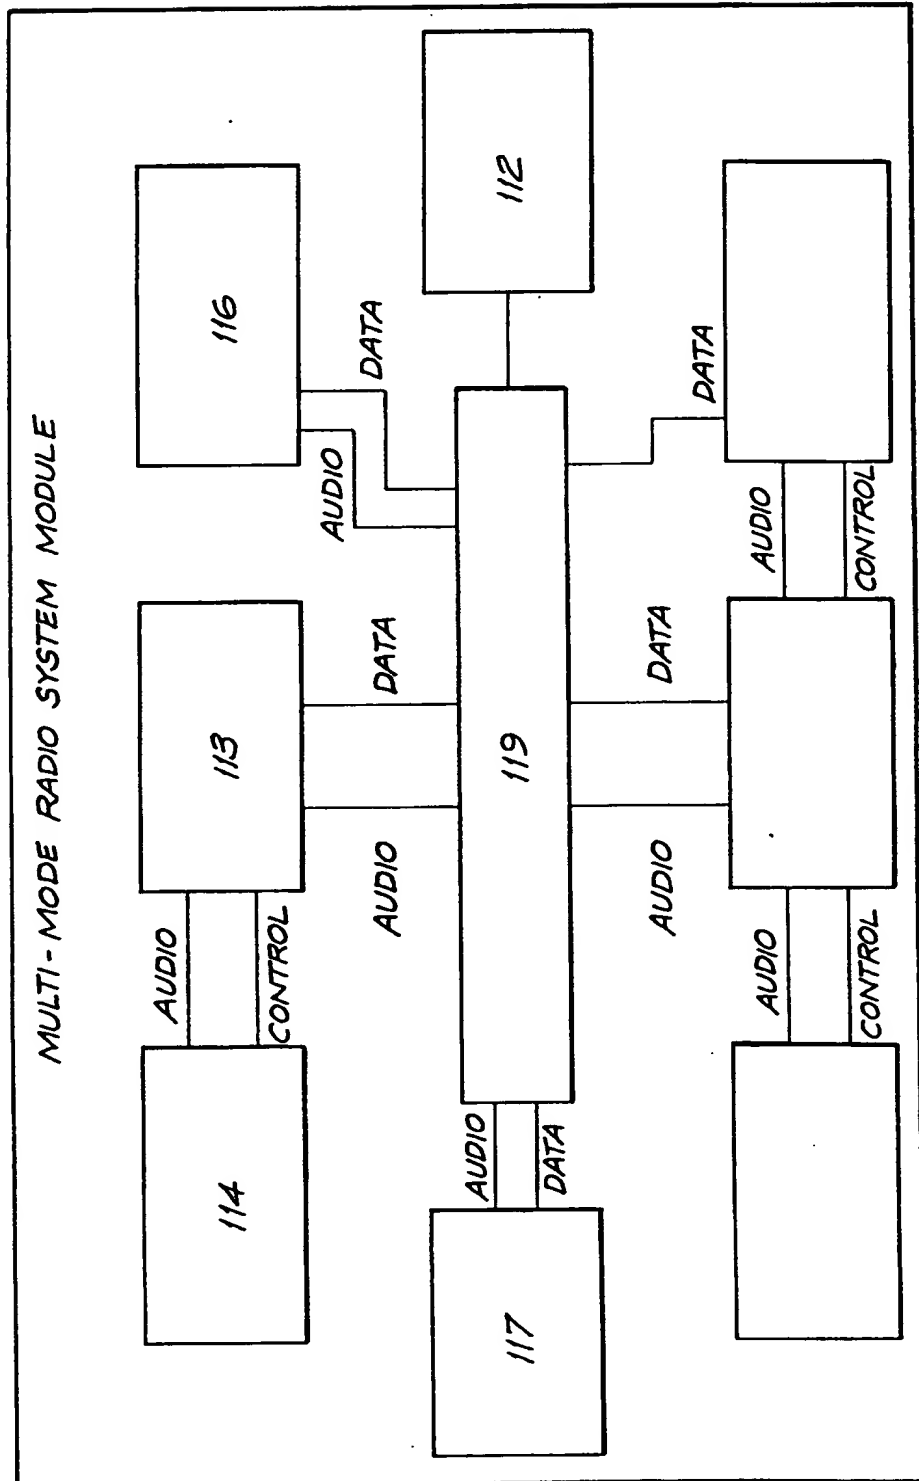 MULTI-MODE RADIO SYSTEM MODULE
AUDIO
114
113
116
CONTROL
AUDIO
DATA
AUDIO
DATA
AUDIO
117
119
112
DATA
AUDIO
DATA
DATA
AUDIO
AUDIO
CONTROL
CONTROL